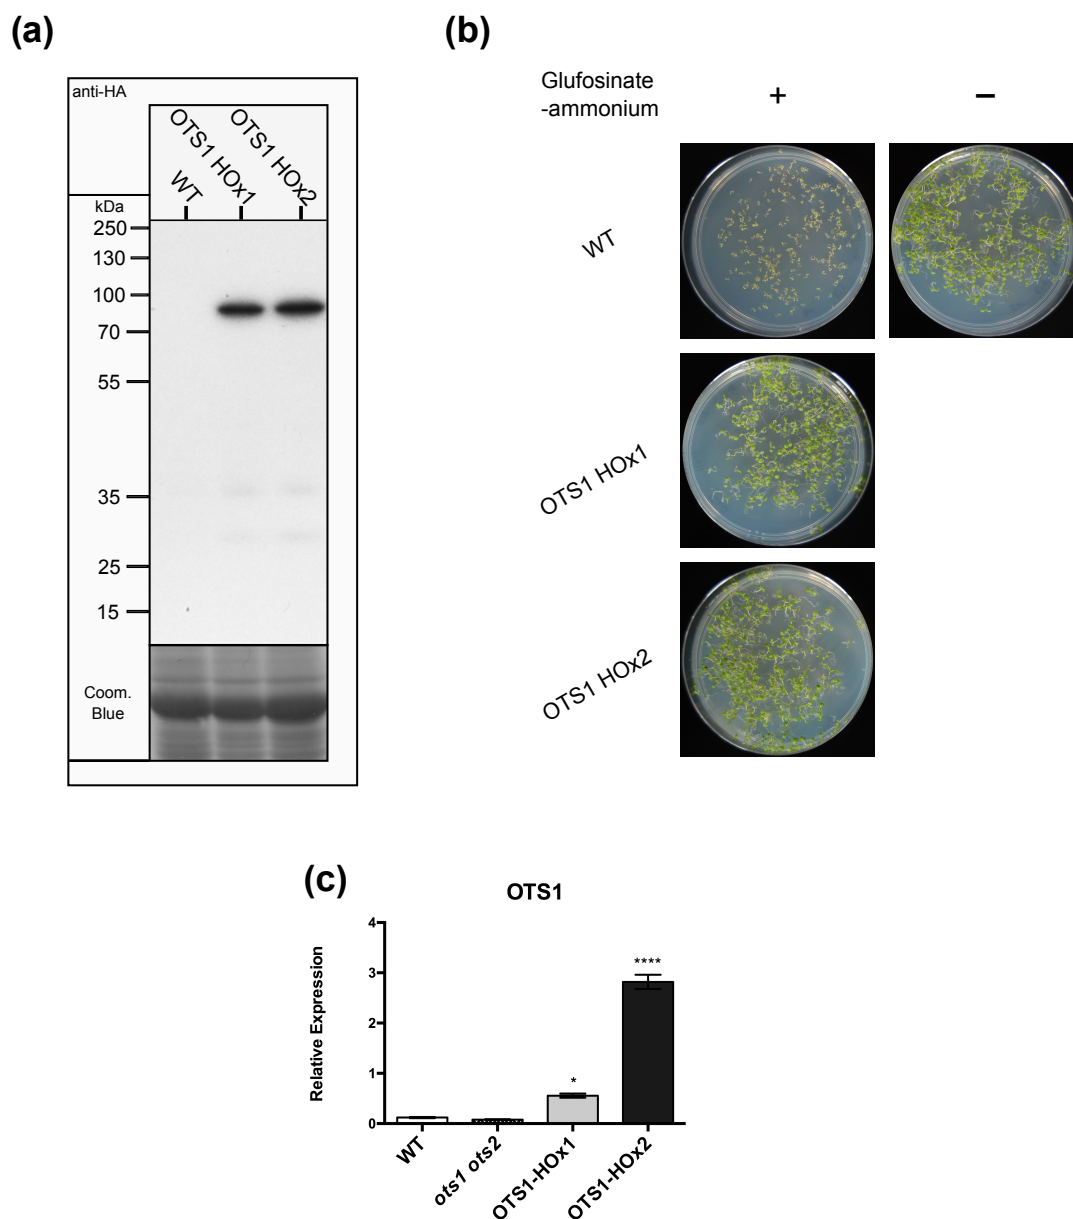 (a)
anti-HA
WT
OTS1 HOx1
OTS1 HOx2
kDa
250
130
100
70
55
35
25
15
Coom.
Blue
(b)
Glufosinate
-ammonium
+
−
WT
OTS1 HOx1
OTS1 HOx2
(c)
OTS1
Relative Expression
4
3
2
1
0
*
****
WT
ots1 ots2
OTS1-HOx1
OTS1-HOx2